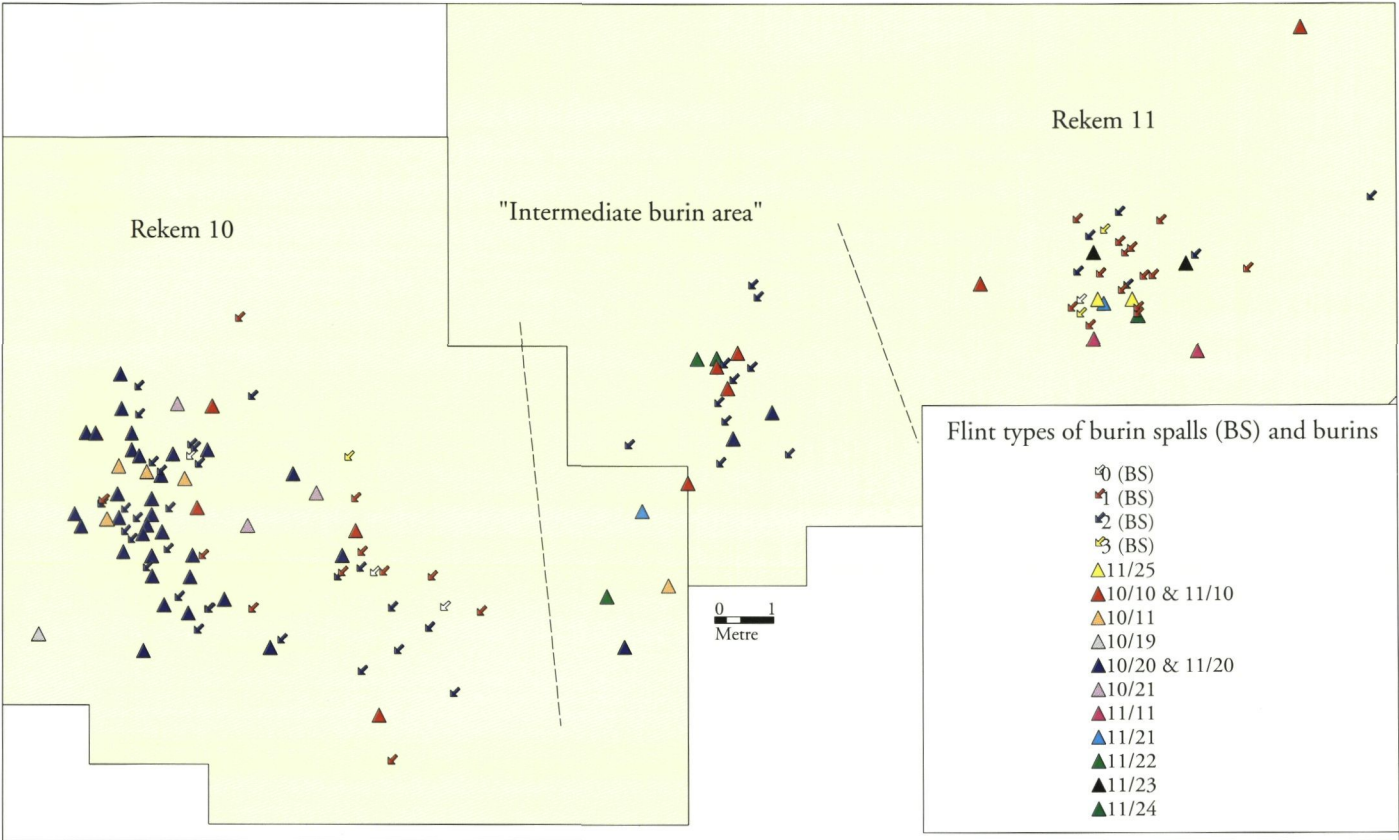 Rekem 11
"Intermediate burin area"
Rekem 10
0 1
Metre
Flint types of burin spalls (BS) and burins
0 (BS)
1 (BS)
2 (BS)
3 (BS)
11/25
10/10 & 11/10
10/11
10/19
10/20 & 11/20
10/21
11/11
11/21
11/22
11/23
11/24